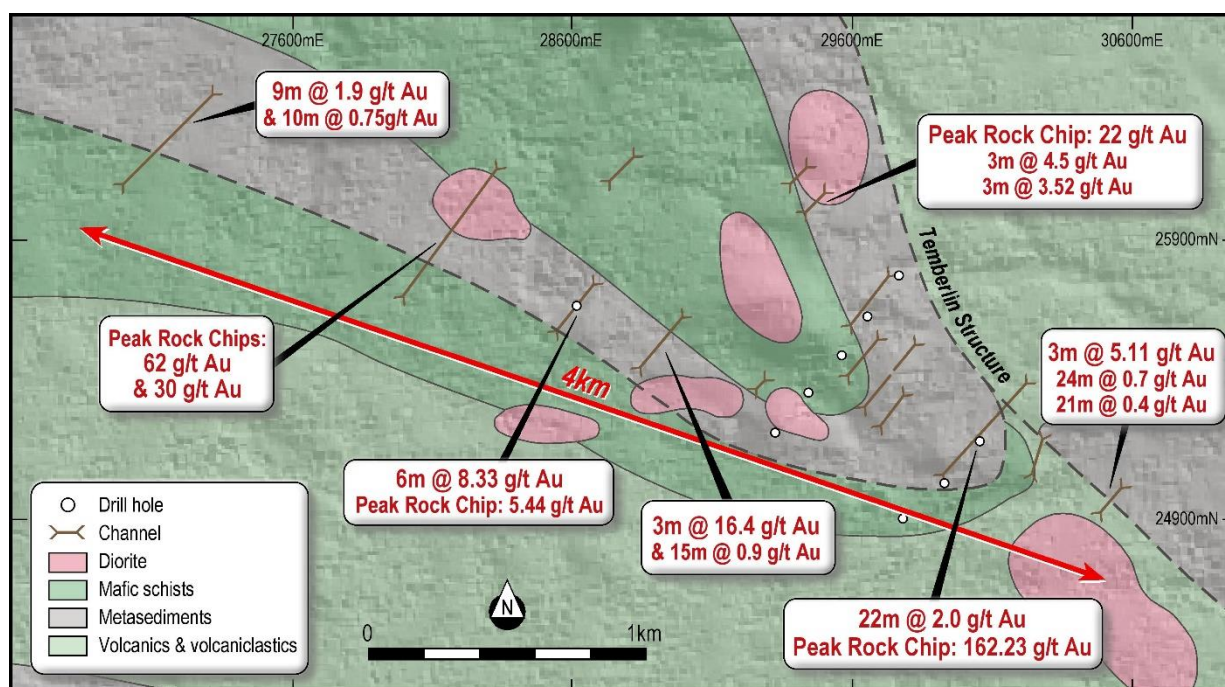 27600mE
28600mE
29600mE
30600mE
9m @ 1.9 g/t Au
& 10m @ 0.75g/t Au
Peak Rock Chip: 22 g/t Au
3m @ 4.5 g/t Au
3m @ 3.52 g/t Au
25900mN
Temberlin Structure
Peak Rock Chips:
62 g/t Au
& 30 g/t Au
4km
3m @ 5.11 g/t Au
24m @ 0.7 g/t Au
21m @ 0.4 g/t Au
6m @ 8.33 g/t Au
Peak Rock Chip: 5.44 g/t Au
3m @ 16.4 g/t Au
& 15m @ 0.9 g/t Au
24900mN
22m @ 2.0 g/t Au
Peak Rock Chip: 162.23 g/t Au
Drill hole
Channel
Diorite
Mafic schists
Metasediments
Volcanics & volcaniclastics
N
0
1km